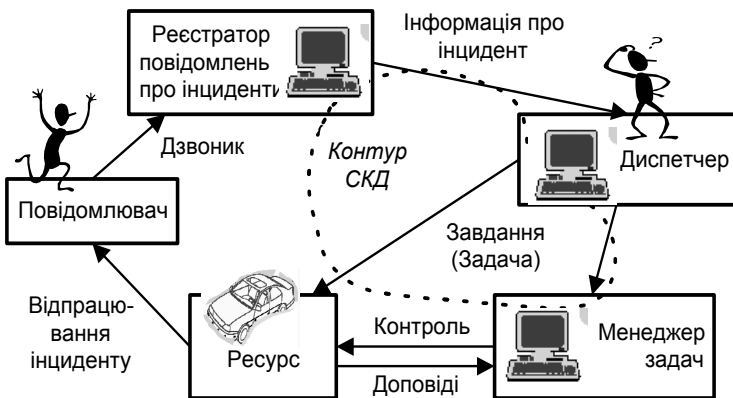 Реєстратор
повідомлень
про інциденти
Інформація про
інцидент
?
Дзвоник
Контур
СКД
Диспетчер
Повідомлювач
Завдання
(Задача)
Відпрацю-
вання
інциденту
Ресурс
Контроль
Доповіді
Менеджер
задач